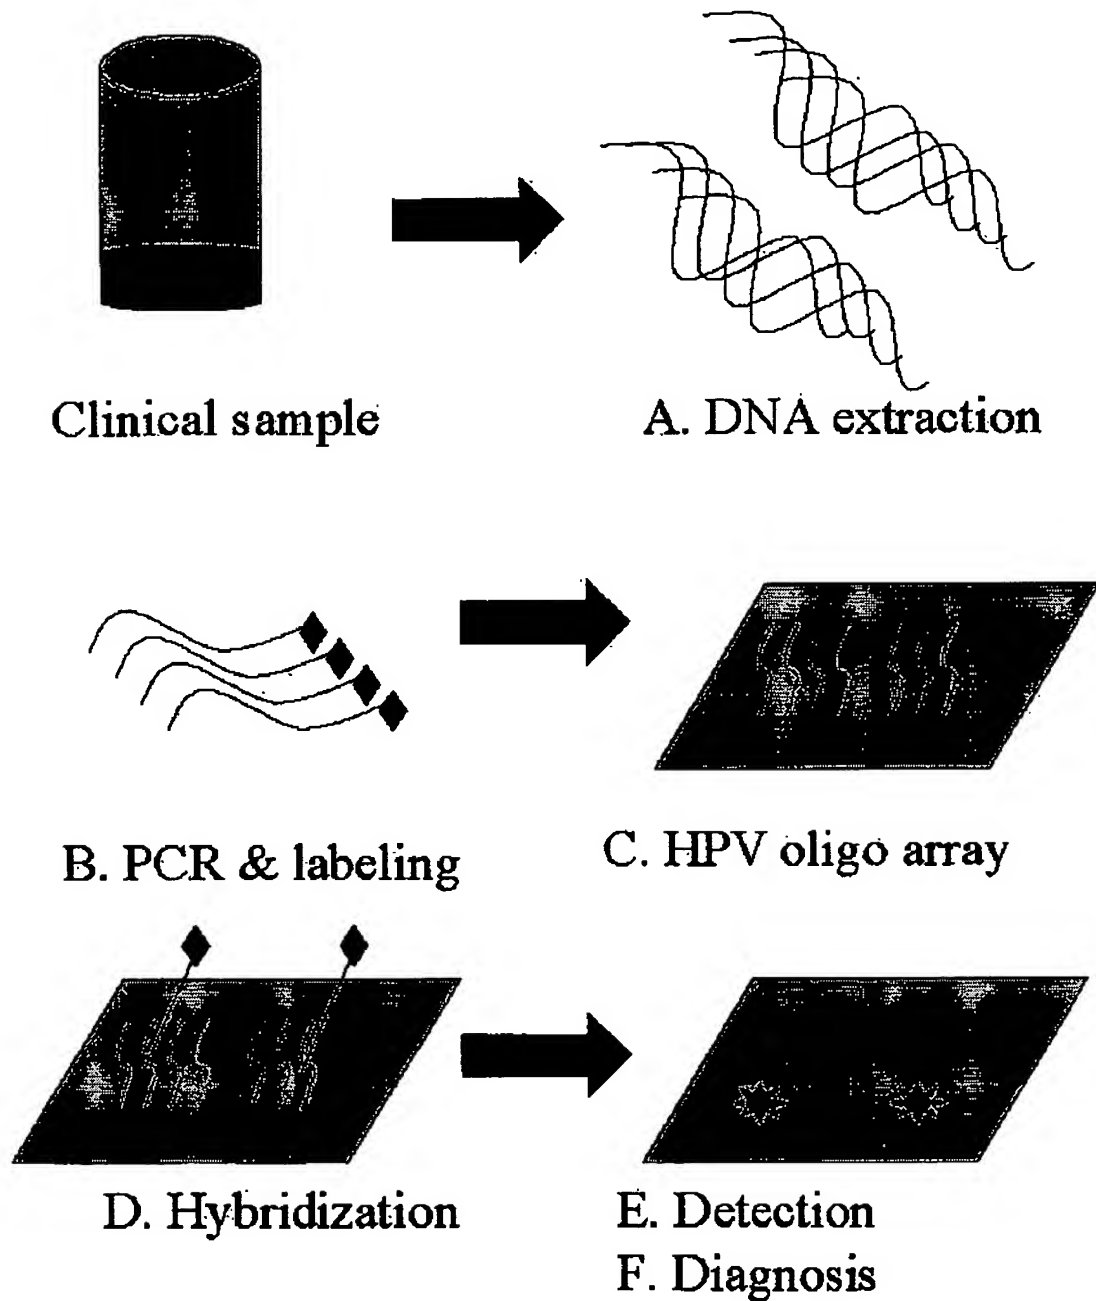 Clinical sample
A. DNA extraction
B. PCR & labeling
C. HPV oligo array
D. Hybridization
E. Detection
F. Diagnosis